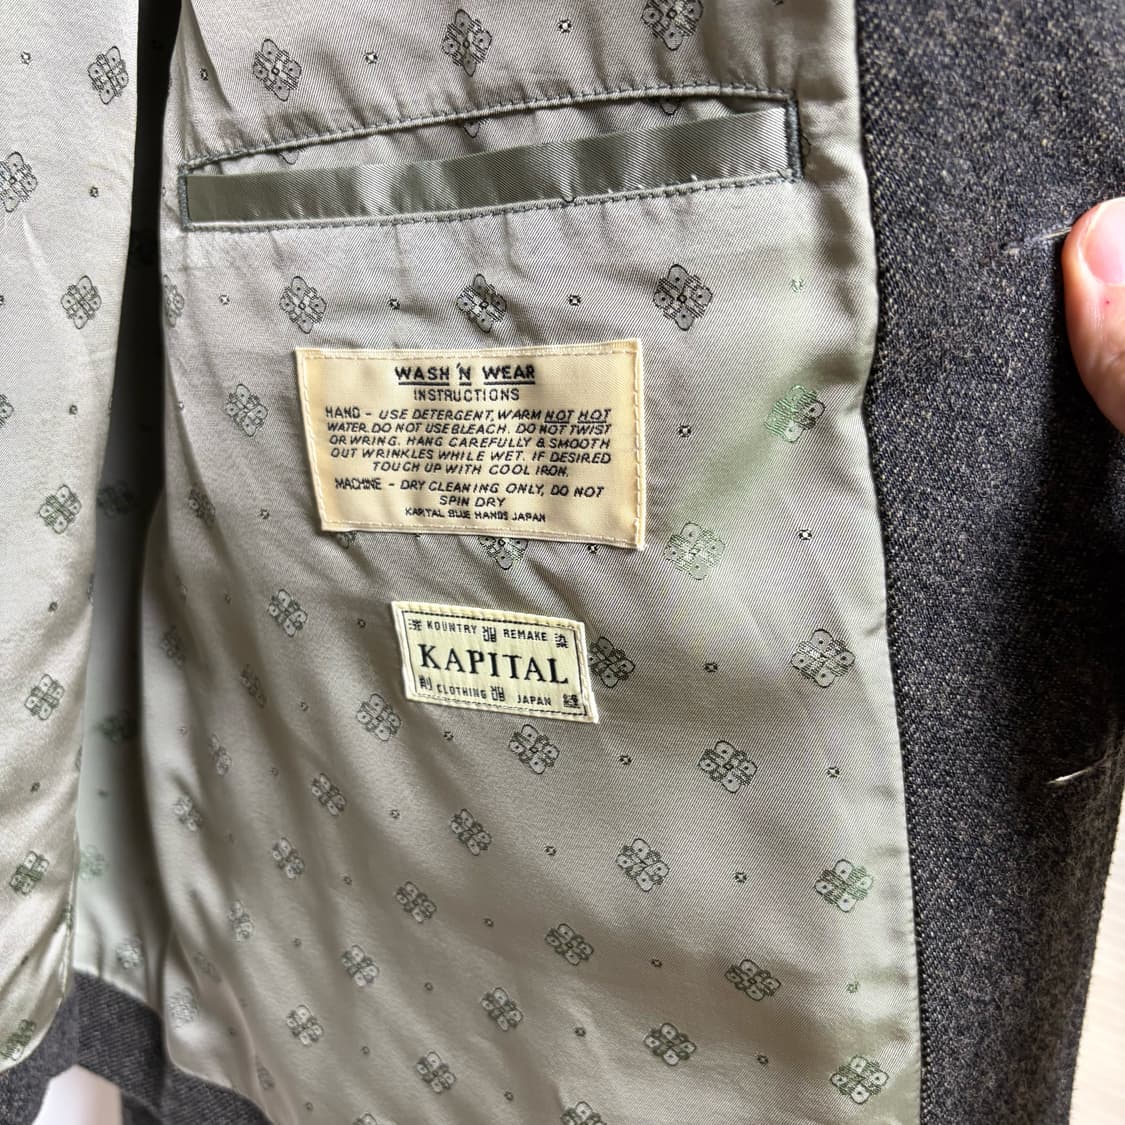 WASH 'N WEAR
INSTRUCTIONS
HAND - USE DETERGENT, WARM NOT HOT
WATER. DO NOT USE BLEACH. DO NOT TWIST
OR WRING. HANG CAREFULLY & SMOOTH
OUT WRINKLES WHILE WET. IF DESIRED
TOUCH UP WITH COOL IRON.
MACHINE - DRY CLEANING ONLY, DO NOT
SPIN DRY
KAPITAL BLUE HANDS JAPAN
KOUNTRY REMAKE
KAPITAL
CLOTHING JAPAN